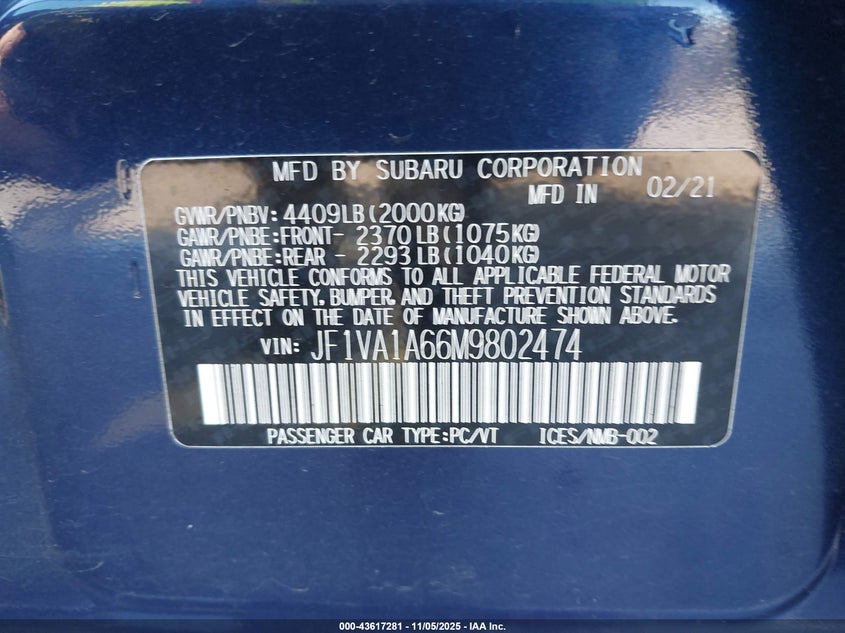 MFD BY SUBARU CORPORATION
MFD IN 02/21
GVWR/PNBV: 4409LB(2000KG)
GAWR/PNBE:FRONT- 2370LB(1075KG)
GAWR/PNBE:REAR - 2293LB(1040KG)
THIS VEHICLE CONFORMS TO ALL APPLICABLE FEDERAL MOTOR
VEHICLE SAFETY, BUMPER, AND THEFT PREVENTION STANDARDS
IN EFFECT ON THE DATE OF MANUFACTURE SHOWN ABOVE.
VIN: JF1VA1A66M9802474
PASSENGER CAR TYPE:PC/VT ICES/NMB-002
000-43617281 - 11/05/2025 - IAA Inc.